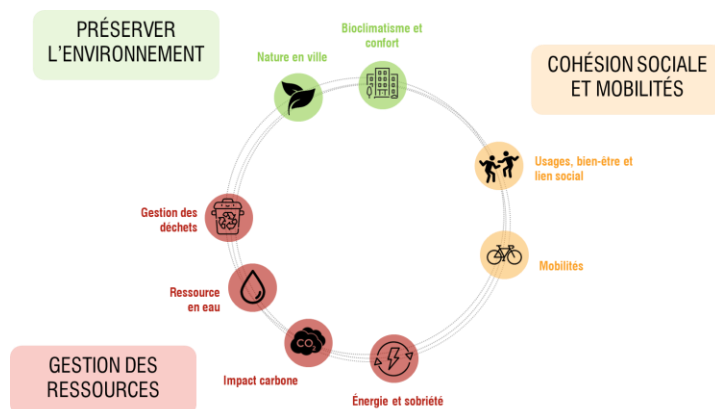 PRÉSERVER
L'ENVIRONNEMENT
Bioclimatisme et
confort
Nature en ville
COHÉSION SOCIALE
ET MOBILITÉS
Usages, bien-être et
lien social
Mobilités
Gestion des
déchets
Ressource
en eau
CO2
Impact carbone
Énergie et sobriété
GESTION DES
RESSOURCES